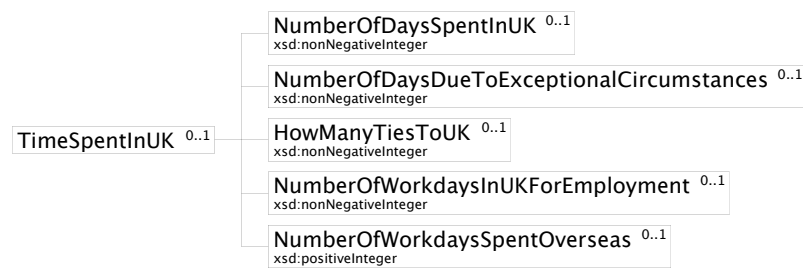 NumberOfDaysSpentInUK 0..1
xsd:nonNegativeInteger
NumberOfDaysDueToExceptionalCircumstances 0..1
xsd:nonNegativeInteger
TimeSpentInUK 0..1
HowManyTiesToUK 0..1
xsd:nonNegativeInteger
NumberOfWorkdaysInUKForEmployment 0..1
xsd:nonNegativeInteger
NumberOfWorkdaysSpentOverseas 0..1
xsd:positiveInteger